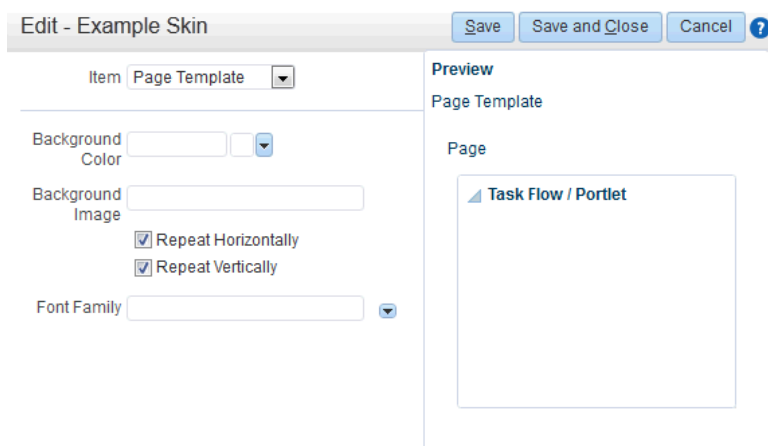 Edit - Example Skin
Save
Save and Close
Cancel
?
Item
Page Template
Background
Color
Background
Image
Repeat Horizontally
Repeat Vertically
Font Family
Preview
Page Template
Page
Task Flow / Portlet